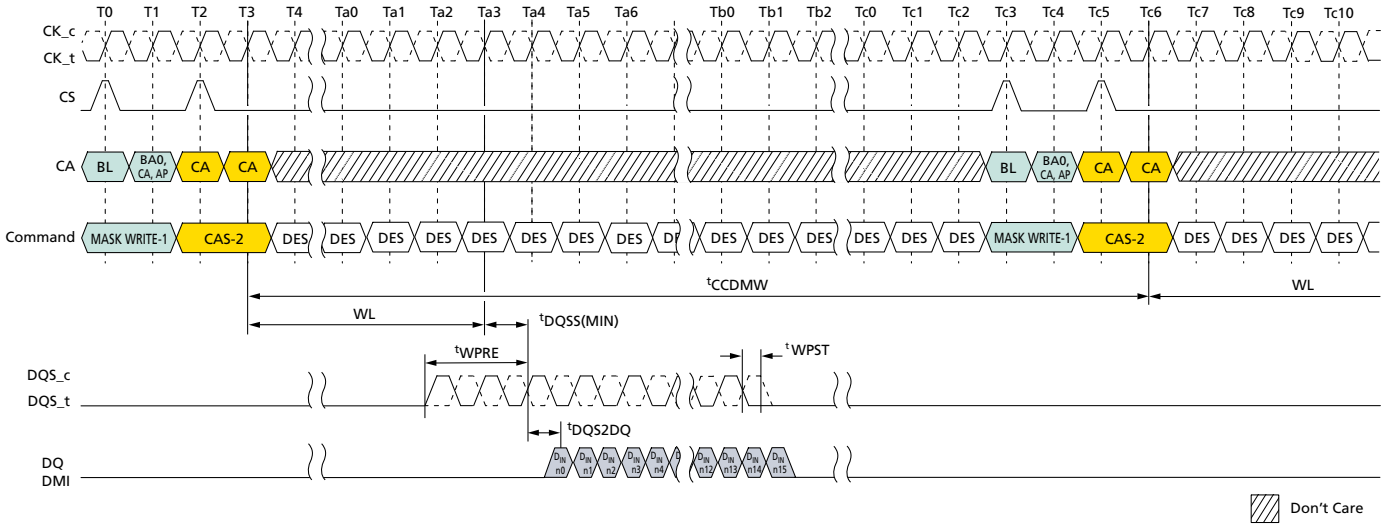 T0 T1 T2 T3 T4 Ta0 Ta1 Ta2 Ta3 Ta4 Ta5 Ta6 Tb0 Tb1 Tb2 Tc0 Tc1 Tc2 Tc3 Tc4 Tc5 Tc6 Tc7 Tc8 Tc9 Tc10
CK_c
CK_t
CS
CA BL BA0, CA, AP CA CA BL BA0, CA, AP CA CA
Command MASK WRITE-1 CAS-2 DES DES DES DES DES DES DES DES DES DES DES DES DES DES MASK WRITE-1 CAS-2 DES DES DES DES
tCCDMW WL
WL tDQSS(MIN)
tWPRE tWPST
DQS_c
DQS_t
tDQS2DQ
DQ DIN n0 DIN n1 DIN n2 DIN n3 DIN n4 DIN n12 DIN n13 DIN n14 DIN n15
DMI
Don't Care